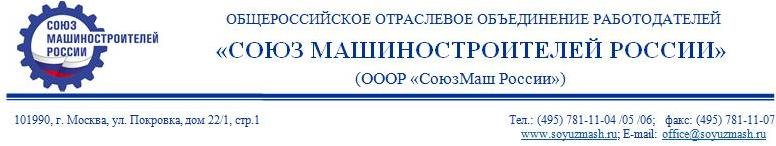 СОЮЗ
МАШИНОСТРОИТЕЛЕЙ
РОССИИ
ОБЩЕРОССИЙСКОЕ ОТРАСЛЕВОЕ ОБЪЕДИНЕНИЕ РАБОТОДАТЕЛЕЙ
«СОЮЗ МАШИНОСТРОИТЕЛЕЙ РОССИИ»
(ОООР «СоюзМаш России»)
101990, г. Москва, ул. Покровка, дом 22/1, стр.1
Тел.: (495) 781-11-04 /05 /06; факс: (495) 781-11-07
www.soyuzmash.ru; E-mail: office@soyuzmash.ru